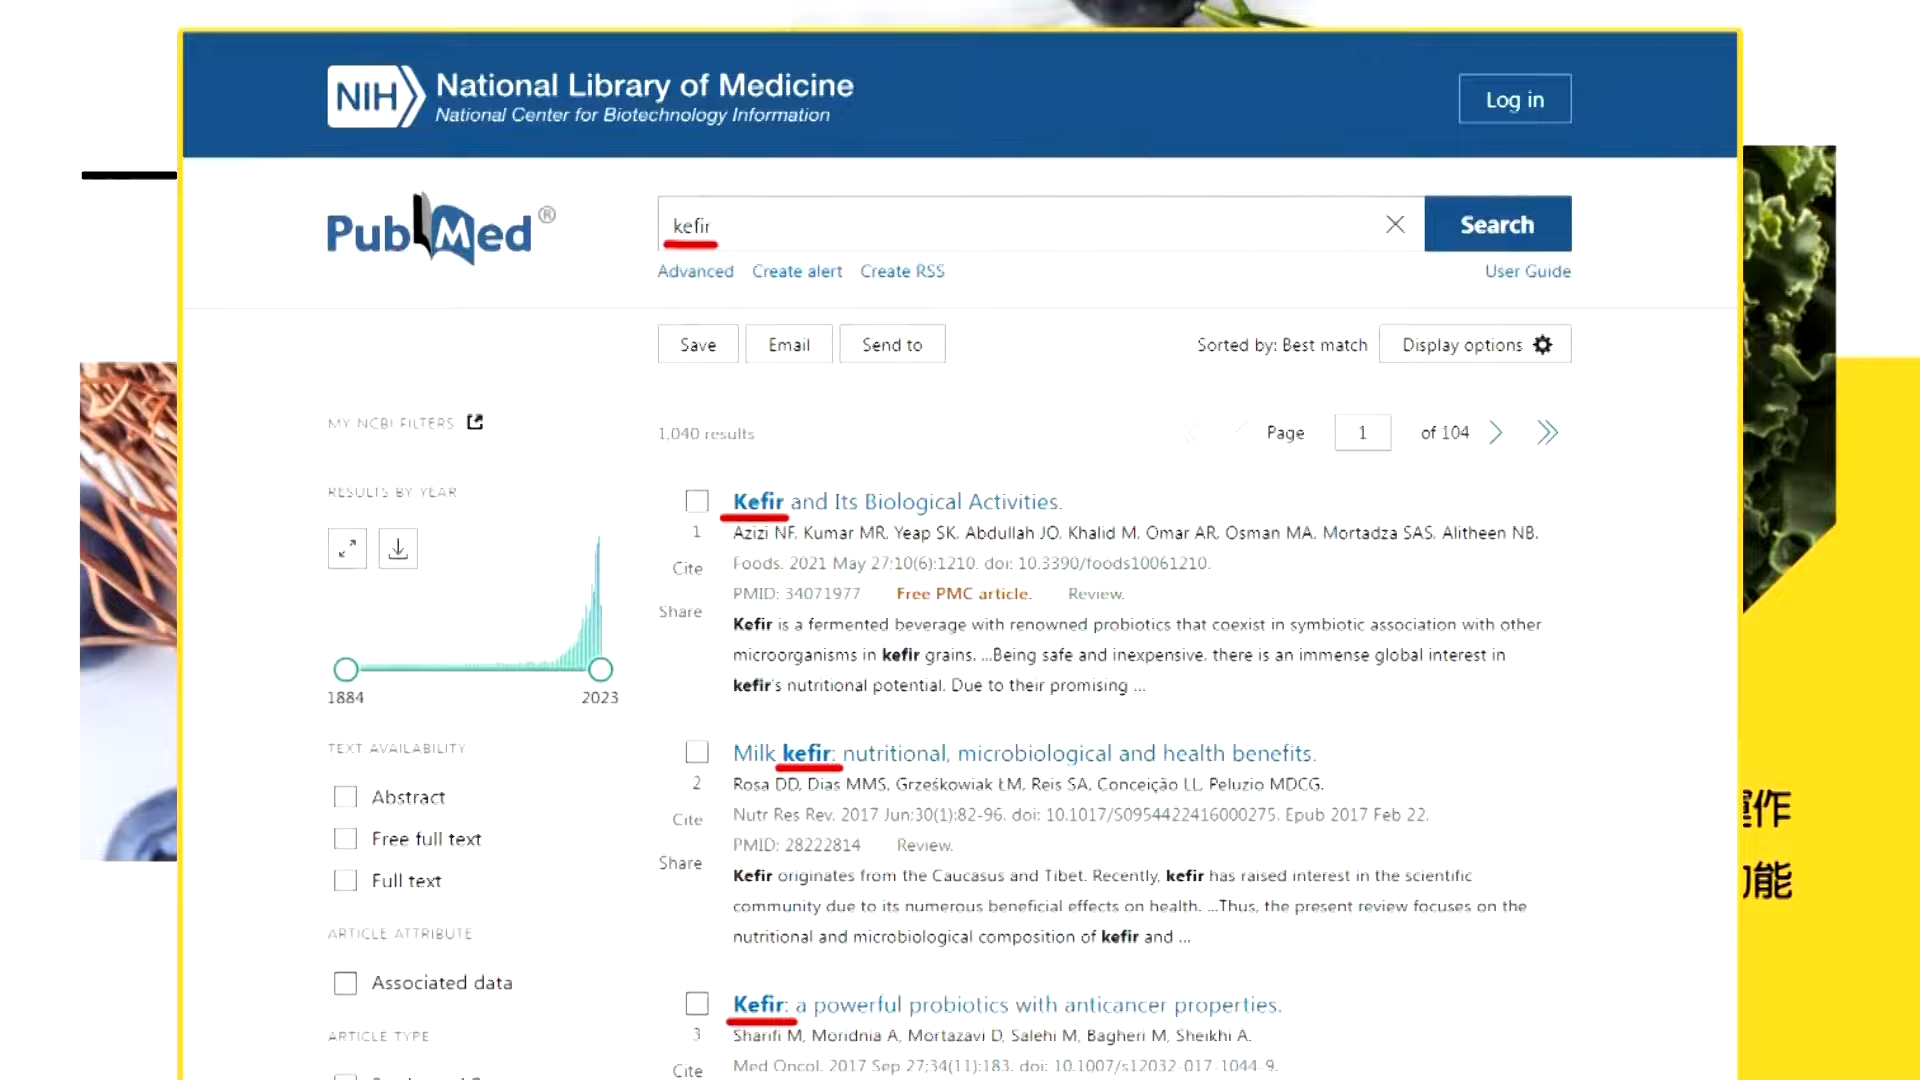 NIH National Library of Medicine
National Center for Biotechnology Information
Log in
PubMed®
kefir
Search
Advanced Create alert Create RSS
User Guide
Save Email Send to
Sorted by: Best match Display options
MY NCBI FILTERS
1,040 results
Page 1 of 104
RESULTS BY YEAR
1884 2023
TEXT AVAILABILITY
Abstract
Free full text
Full text
ARTICLE ATTRIBUTE
Associated data
ARTICLE TYPE
Kefir and Its Biological Activities.
1 Azizi NF, Kumar MR, Yeap SK, Abdullah JO, Khalid M, Omar AR, Osman MA, Mortadza SAS, Alitheen NB.
Cite Foods. 2021 May 27;10(6):1210. doi: 10.3390/foods10061210.
PMID: 34071977 Free PMC article. Review.
Share
Kefir is a fermented beverage with renowned probiotics that coexist in symbiotic association with other
microorganisms in kefir grains. ...Being safe and inexpensive, there is an immense global interest in
kefir's nutritional potential. Due to their promising ...
Milk kefir: nutritional, microbiological and health benefits.
2 Rosa DD, Dias MMS, Grześkowiak ŁM, Reis SA, Conceição LL, Peluzio MDCG.
Cite Nutr Res Rev. 2017 Jun;30(1):82-96. doi: 10.1017/S0954422416000275. Epub 2017 Feb 22.
PMID: 28222814 Review.
Share
Kefir originates from the Caucasus and Tibet. Recently, kefir has raised interest in the scientific
community due to its numerous beneficial effects on health. ...Thus, the present review focuses on the
nutritional and microbiological composition of kefir and ...
Kefir: a powerful probiotics with anticancer properties.
3 Sharifi M, Moridnia A, Mortazavi D, Salehi M, Bagheri M, Sheikhi A.
Cite Med Oncol. 2017 Sep 27;34(11):183. doi: 10.1007/s12032-017-1044-9.
作
能